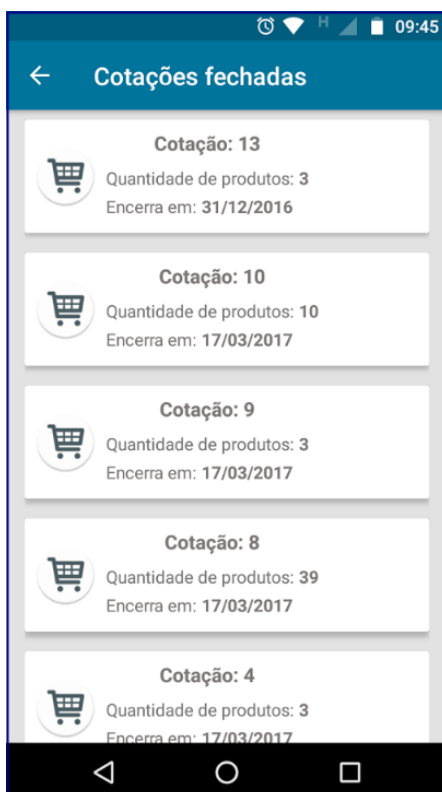 H 09:45
Cotações fechadas
Cotação: 13
Quantidade de produtos: 3
Encerra em: 31/12/2016
Cotação: 10
Quantidade de produtos: 10
Encerra em: 17/03/2017
Cotação: 9
Quantidade de produtos: 3
Encerra em: 17/03/2017
Cotação: 8
Quantidade de produtos: 39
Encerra em: 17/03/2017
Cotação: 4
Quantidade de produtos: 3
Encerra em: 17/03/2017